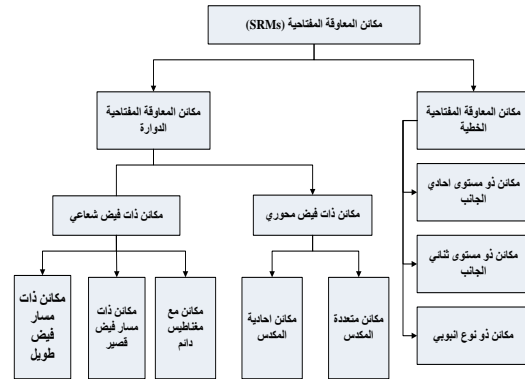 مكائن المعاوقة المفتاحية (SRMs)
مكائن المعاوقة المفتاحية
الخطية
مكائن المعاوقة المفتاحية
الدوارة
مكائن ذو مستوى احادي
الجانب
مكائن ذات فيض محوري
مكائن ذات فيض شعاعي
مكائن ذو مستوى ثنائي
الجانب
مكائن متعددة
المكدس
مكائن احادية
المكدس
مكائن مع
مغناطيس
دائم
مكائن ذات
مسار فيض
قصير
مكائن ذات
مسار
فيض
طويل
مكائن ذو نوع انبوبي